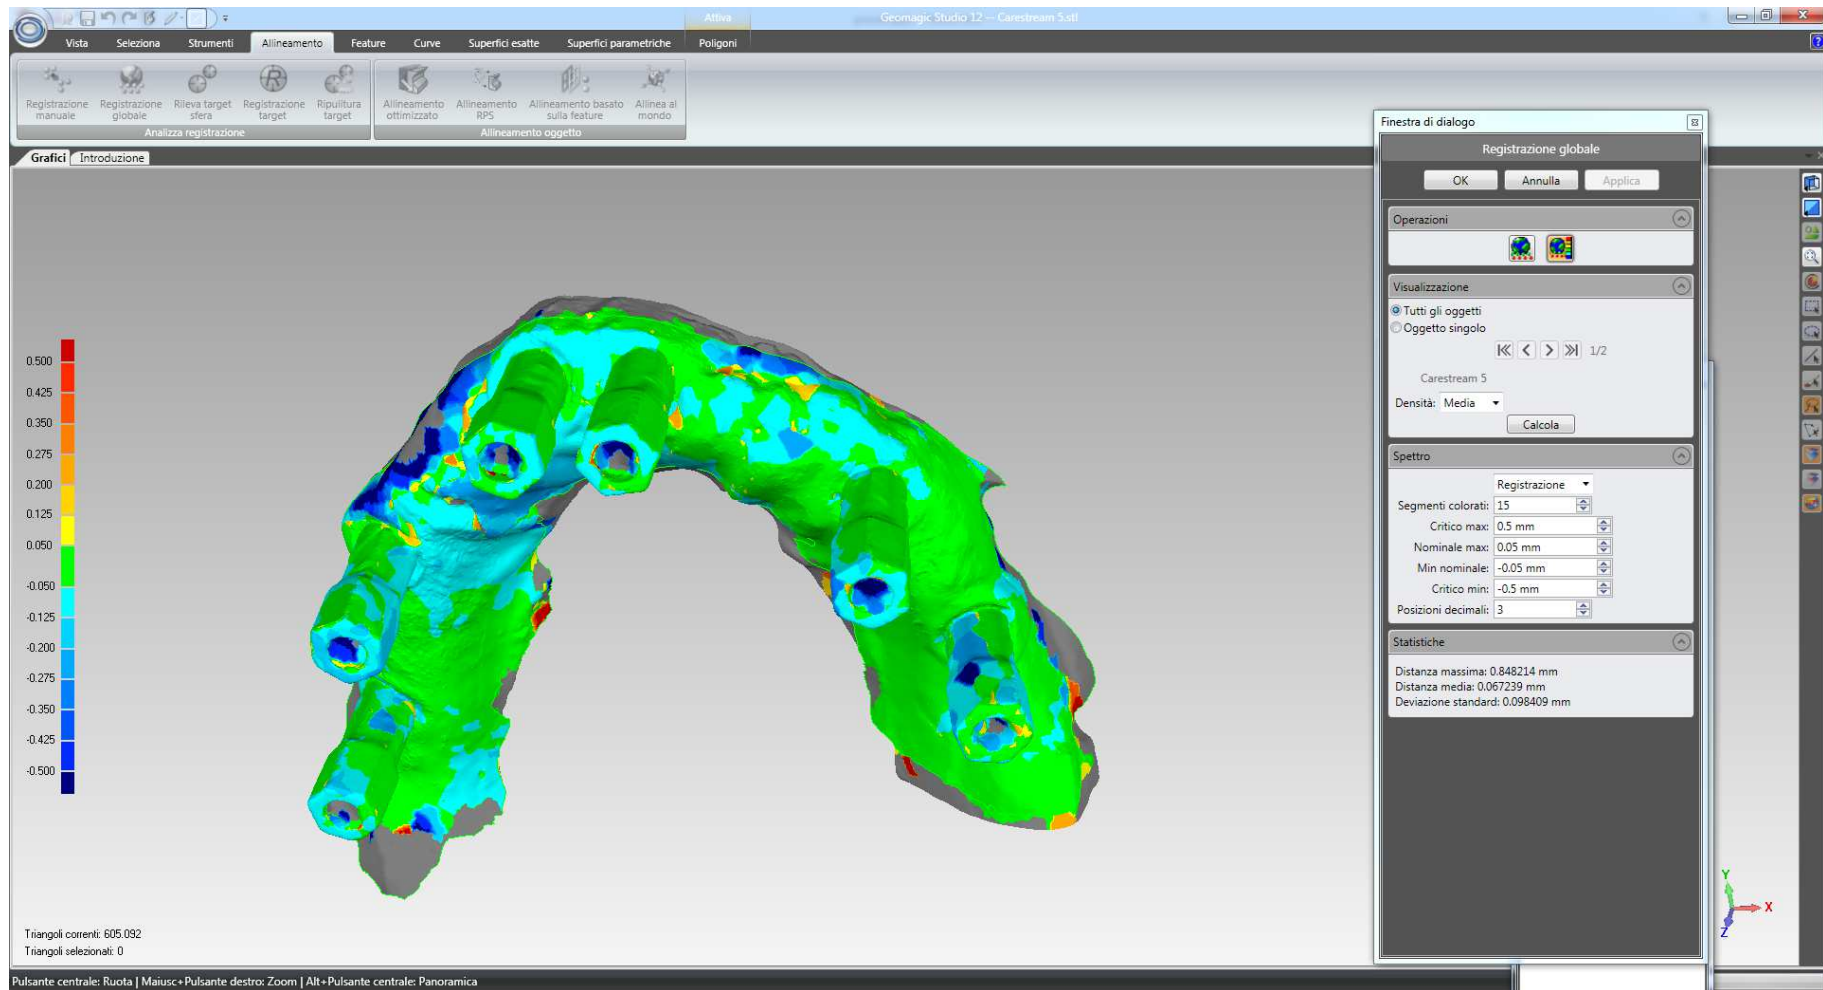 Attiva
Geomagic Studio 12 -- Carestream 5.stl
Vista Seleziona Strumenti Allineamento Feature Curve Superfici esatte Superfici parametriche Poligoni
Registrazione manuale
Registrazione globale
Rileva target sfera
Registrazione target
Ripulitura target
Allineamento ottimizzato
Allineamento RPS
Allineamento basato sulla feature
Allinea al mondo
Analizza registrazione
Allineamento oggetto
Grafici Introduzione
0.500
0.425
0.350
0.275
0.200
0.125
0.050
-0.050
-0.125
-0.200
-0.275
-0.350
-0.425
-0.500
Triangoli correnti: 605.092
Triangoli selezionati: 0
Finestra di dialogo
Registrazione globale
OK Annulla Applica
Operazioni
Visualizzazione
Tutti gli oggetti
Oggetto singolo
1/2
Carestream 5
Densità: Media
Calcola
Spettro
Registrazione
Segmenti colorati: 15
Critico max: 0.5 mm
Nominale max: 0.05 mm
Min nominale: -0.05 mm
Critico min: -0.5 mm
Posizioni decimali: 3
Statistiche
Distanza massima: 0.848214 mm
Distanza media: 0.067239 mm
Deviazione standard: 0.098409 mm
Y
X
Z
Pulsante centrale: Ruota | Maiusc+Pulsante destro: Zoom | Alt+Pulsante centrale: Panoramica